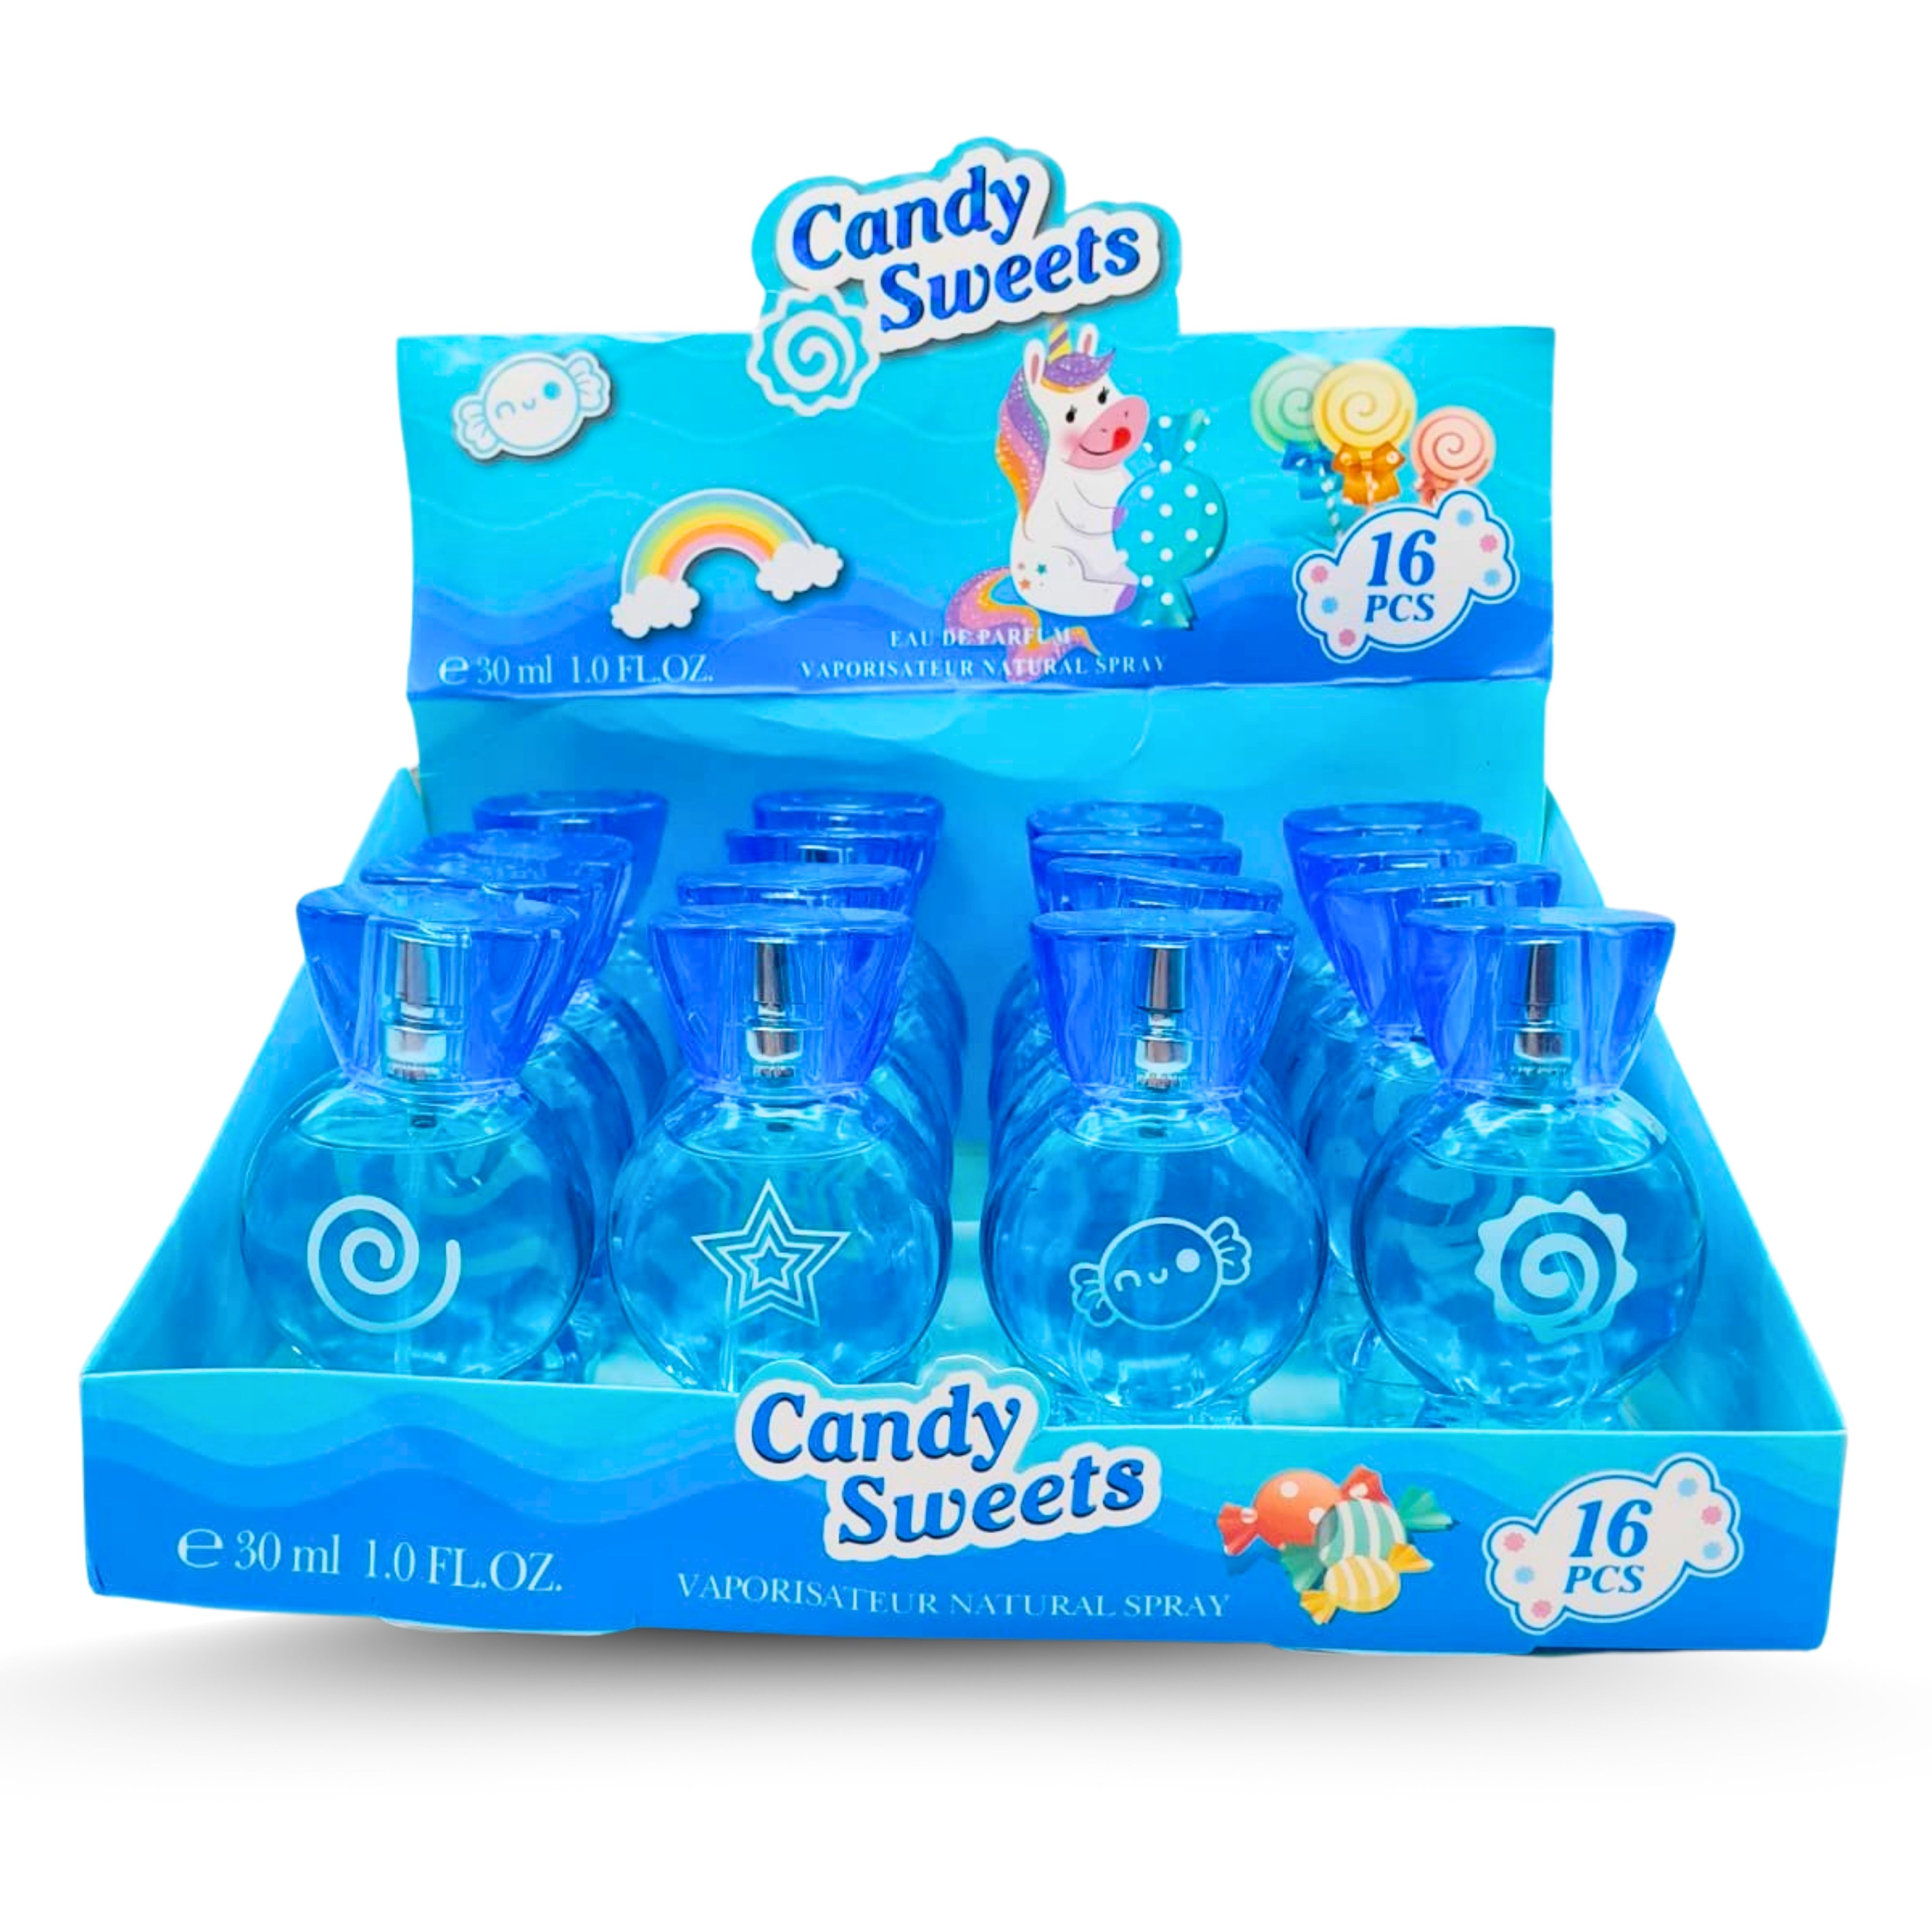 Candy
Sweets
16
PCS
EAU DE PARFUM
℮ 30 ml 1.0 FL.OZ.
VAPORISATEUR NATURAL SPRAY
Candy
Sweets
℮ 30 ml 1.0 FL.OZ.
VAPORISATEUR NATURAL SPRAY
16
PCS